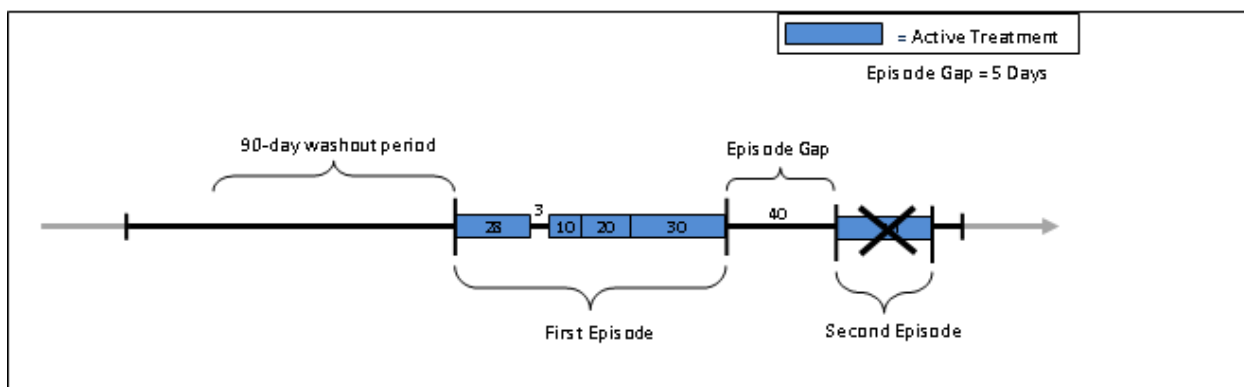 = Active Treatment
Episode Gap = 5 Days
90-day washout period
Episode Gap
28
3
10
20
30
40
First Episode
Second Episode